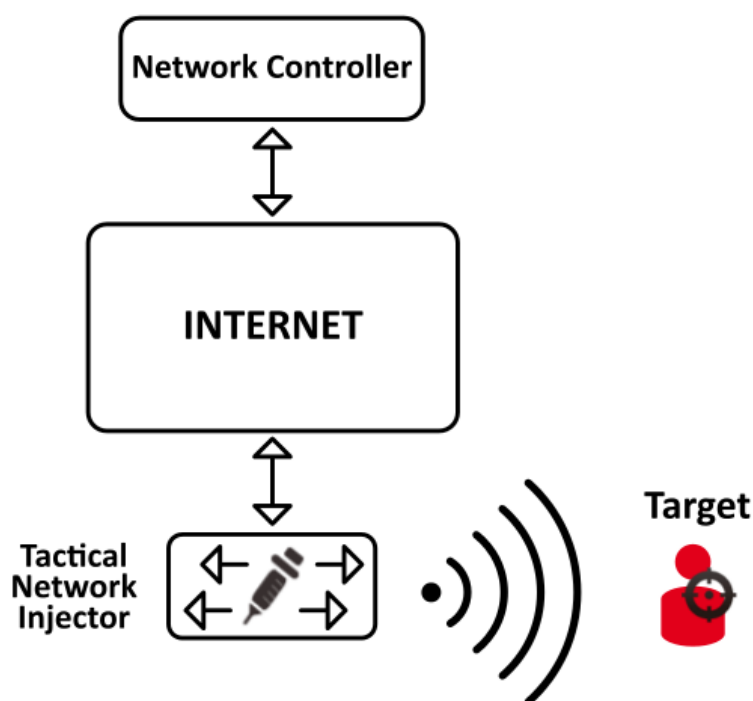 Network Controller
INTERNET
Target
Tactical
Network
Injector